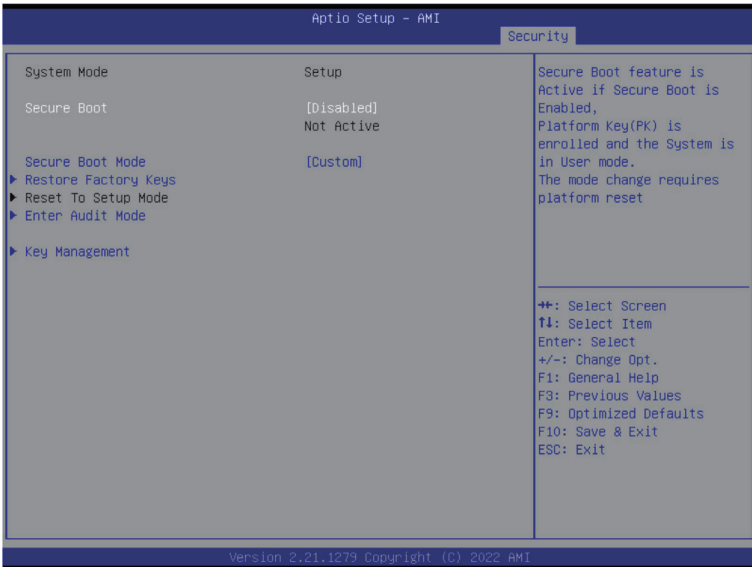 Aptio Setup – AMI
Security
System Mode Setup
Secure Boot [Disabled]
Not Active
Secure Boot Mode [Custom]
Restore Factory Keys
Reset To Setup Mode
Enter Audit Mode
Key Management
Secure Boot feature is
Active if Secure Boot is
Enabled,
Platform Key(PK) is
enrolled and the System is
in User mode.
The mode change requires
platform reset
→←: Select Screen
↑↓: Select Item
Enter: Select
+/-: Change Opt.
F1: General Help
F3: Previous Values
F9: Optimized Defaults
F10: Save & Exit
ESC: Exit
Version 2.21.1279 Copyright (C) 2022 AMI